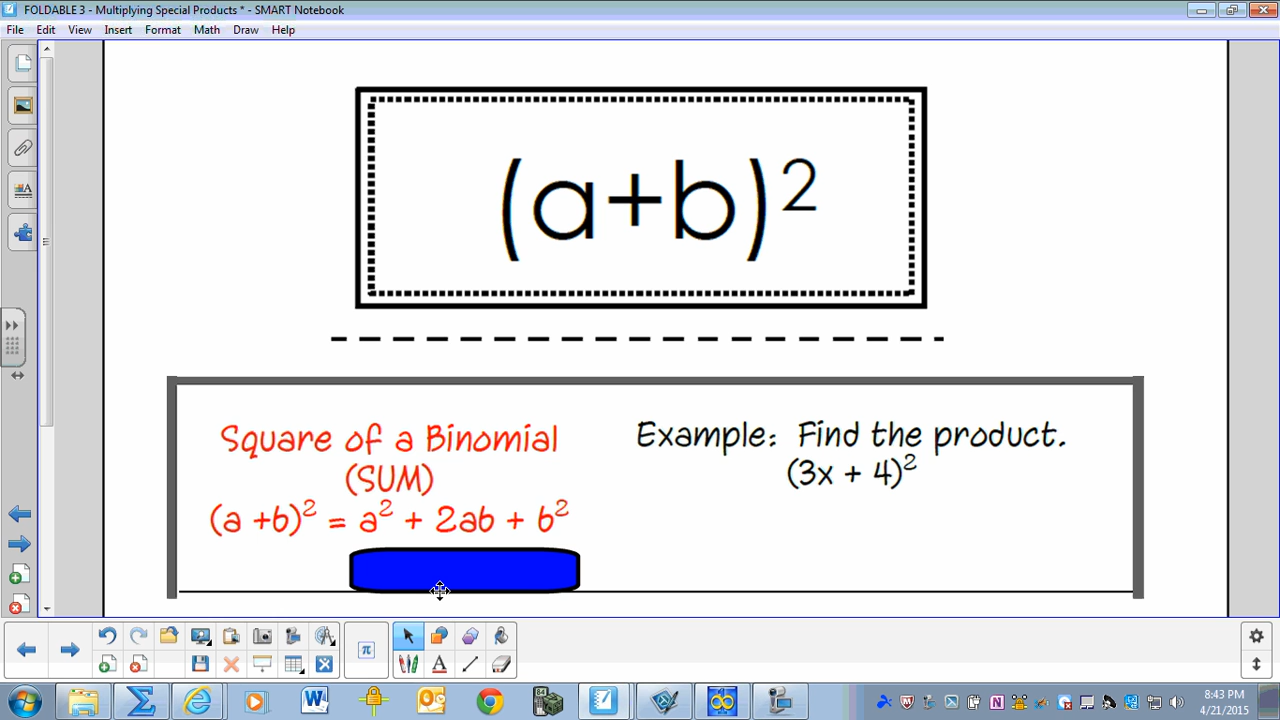 FOLDABLE 3 - Multiplying Special Products * - SMART Notebook
File Edit View Insert Format Math Draw Help
(a+b)²
Square of a Binomial
(SUM)
(a +b)² = a² + 2ab + b²
Example: Find the product.
(3x + 4)²
8:43 PM
4/21/2015